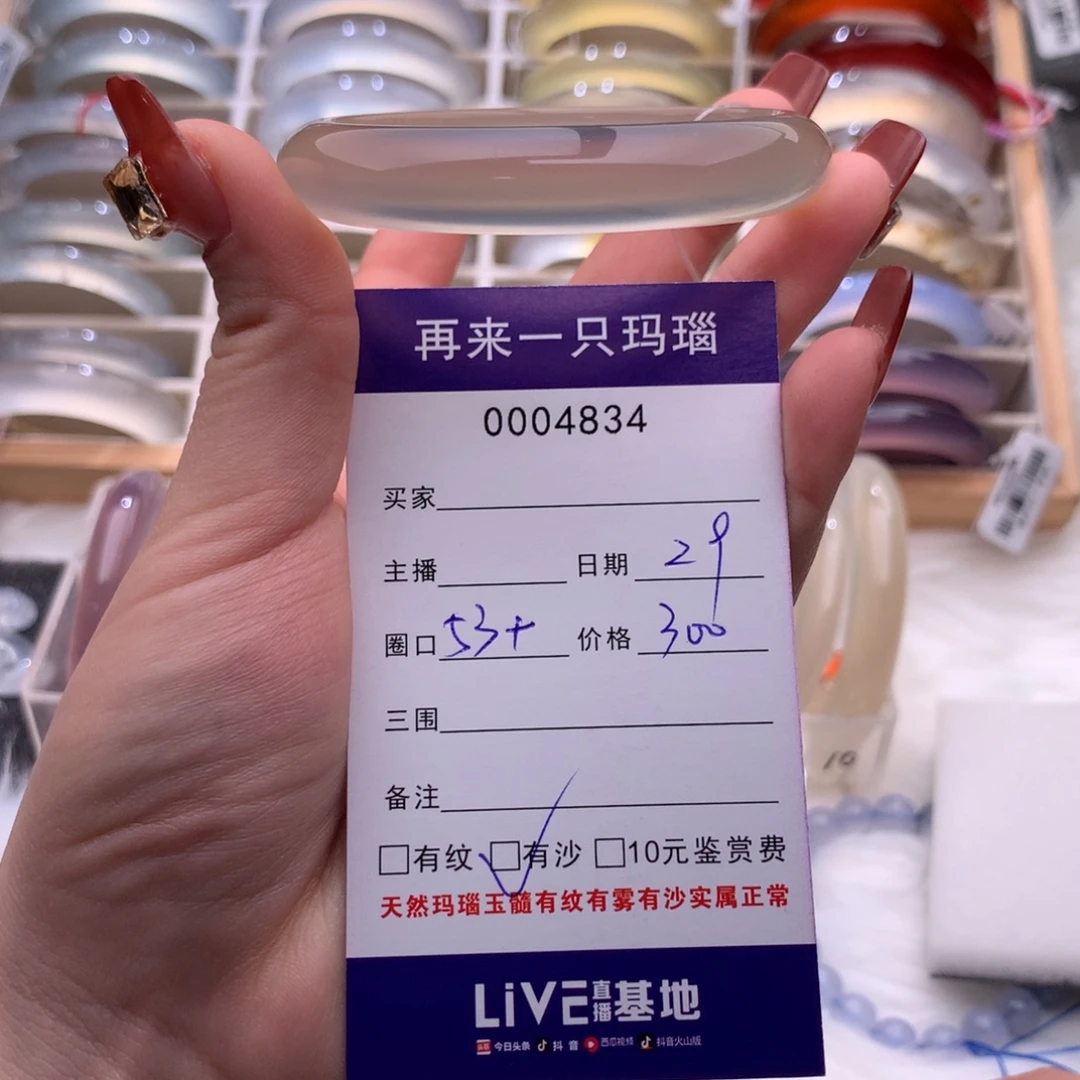 再来一只玛瑙
0004834
买家
主播 日期 29
圈口 53+ 价格 300
三围
备注
□有纹 ☑有沙 □10元鉴赏费
天然玛瑙玉髓有纹有雾有沙实属正常
LiVE直播基地
头条 今日头条 抖音 西瓜视频 抖音火山版
10